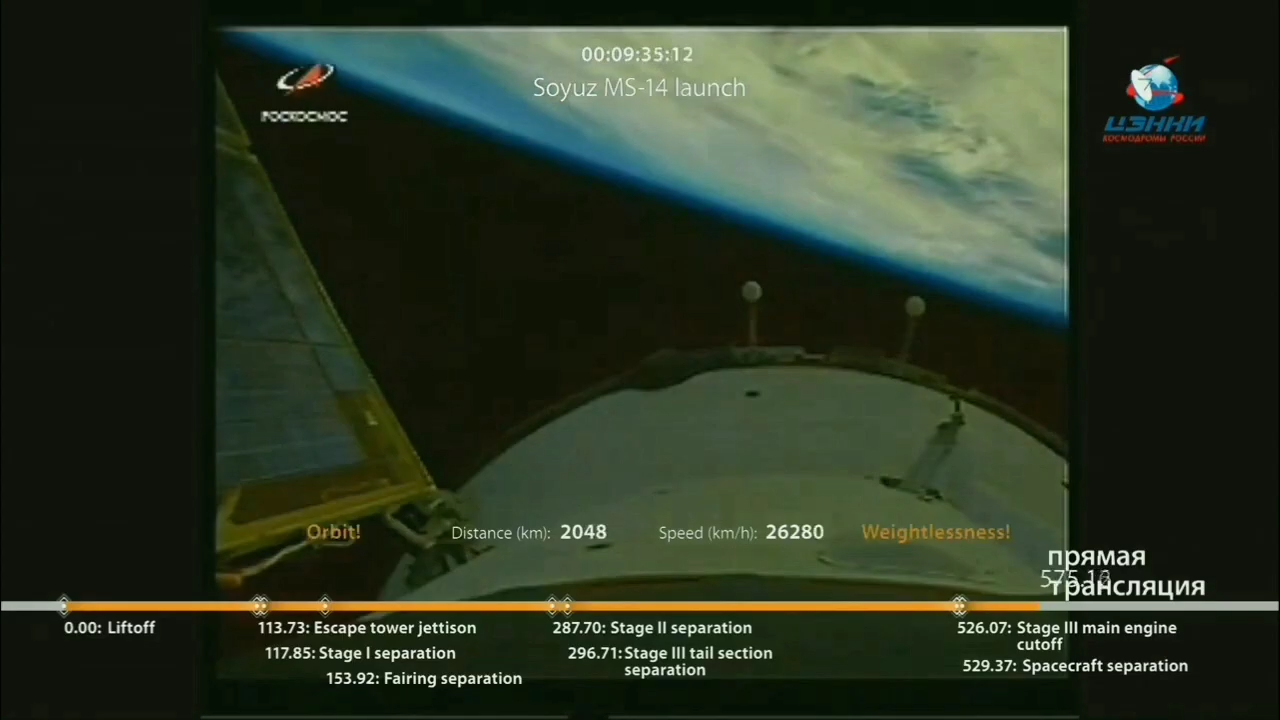 00:09:35:12
Soyuz MS-14 launch
РОСКОСМОС
ЦЭНКИ
КОСМОДРОМЫ РОССИИ
Orbit!
Distance (km): 2048
Speed (km/h): 26280
Weightlessness!
прямая
трансляция
0.00: Liftoff
113.73: Escape tower jettison
117.85: Stage I separation
153.92: Fairing separation
287.70: Stage II separation
296.71: Stage III tail section
separation
526.07: Stage III main engine
cutoff
529.37: Spacecraft separation